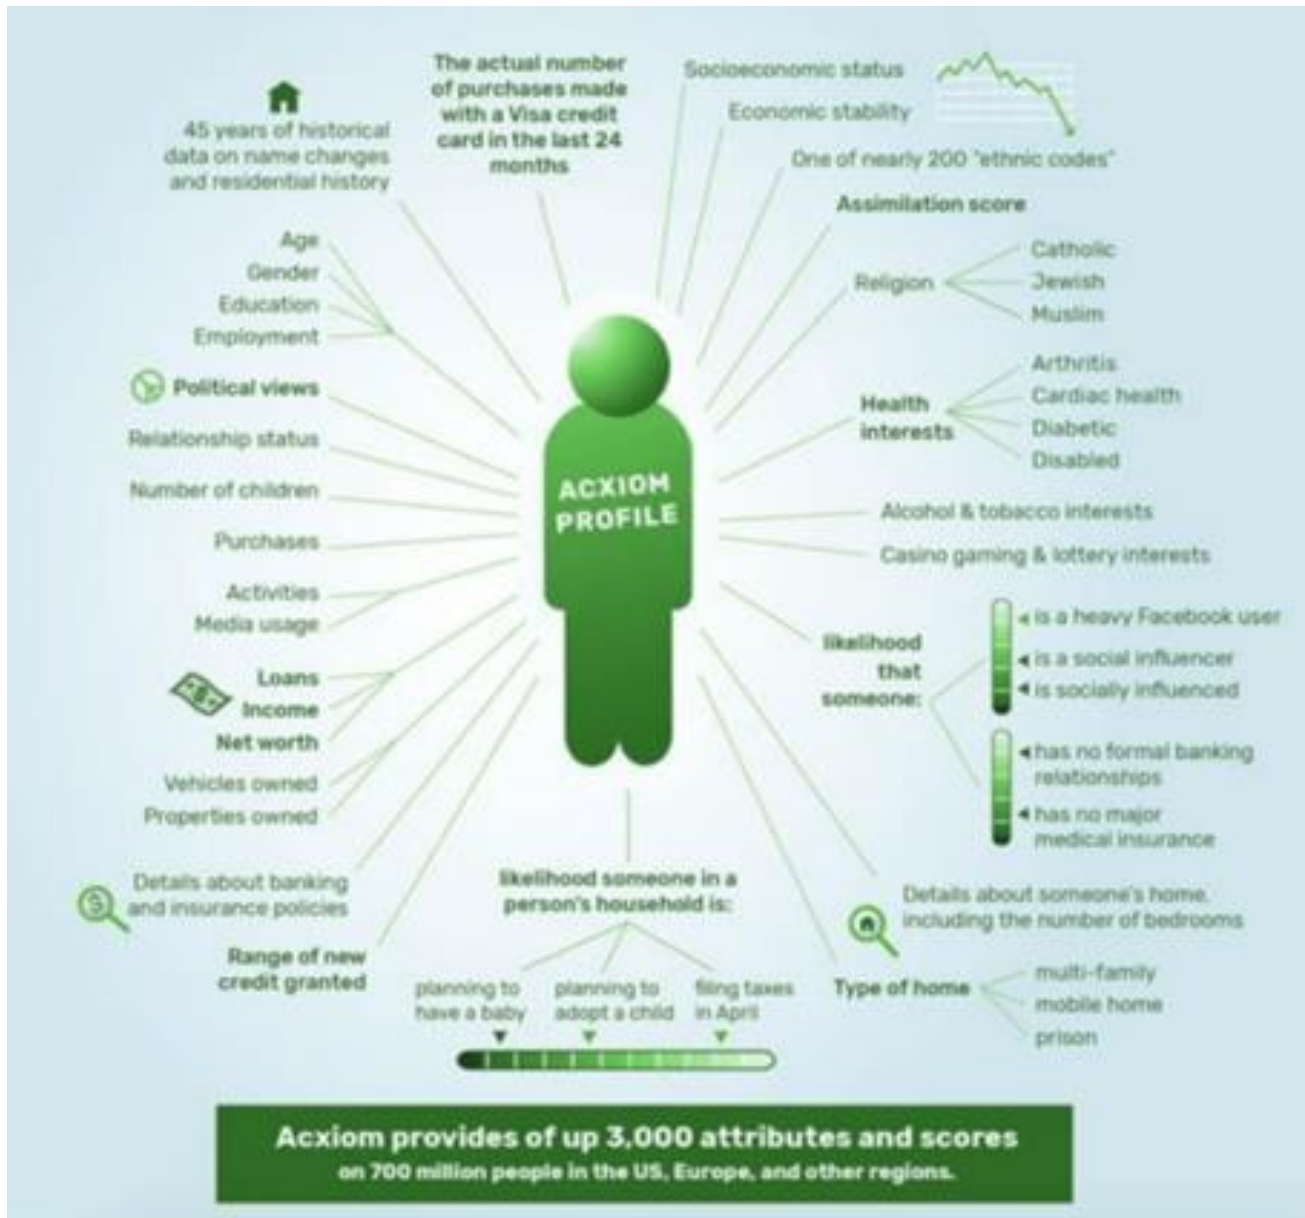 The actual number
of purchases made
with a Visa credit
card in the last 24
months
45 years of historical
data on name changes
and residential history
Age
Gender
Education
Employment
Political views
Relationship status
Number of children
Purchases
Activities
Media usage
Loans
Income
Net worth
Vehicles owned
Properties owned
Details about banking
and insurance policies
Range of new
credit granted
Socioeconomic status
Economic stability
One of nearly 200 "ethnic codes"
Assimilation score
Religion
Catholic
Jewish
Muslim
Health
interests
Arthritis
Cardiac health
Diabetic
Disabled
Alcohol & tobacco interests
Casino gaming & lottery interests
likelihood
that
someone:
is a heavy Facebook user
is a social influencer
is socially influenced
has no formal banking
relationships
has no major
medical insurance
Details about someone's home,
including the number of bedrooms
Type of home
multi-family
mobile home
prison
ACXIOM
PROFILE
likelihood someone in a
person's household is:
planning to
have a baby
planning to
adopt a child
filing taxes
in April
Acxiom provides of up 3,000 attributes and scores
on 700 million people in the US, Europe, and other regions.